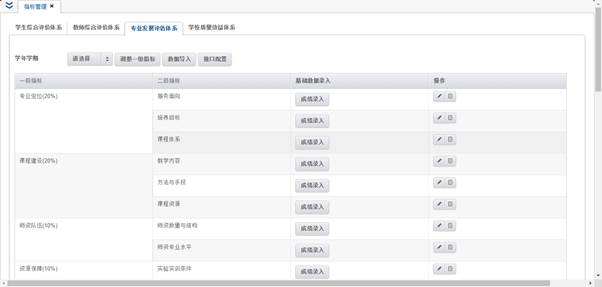 指标管理
学生综合评价体系 教师综合评价体系 专业发展评估体系 学校质量效益体系
学年学期 请选择 调整一级指标 数据导入 接口配置
一级指标 二级指标 基础数据录入 操作
专业定位(20%) 服务面向 成绩录入
培养目标 成绩录入
课程体系 成绩录入
课程建设(20%) 教学内容 成绩录入
方法与手段 成绩录入
课程资源 成绩录入
师资队伍(10%) 师资数量与结构 成绩录入
师资专业水平 成绩录入
资源保障(10%) 实验实训条件 成绩录入